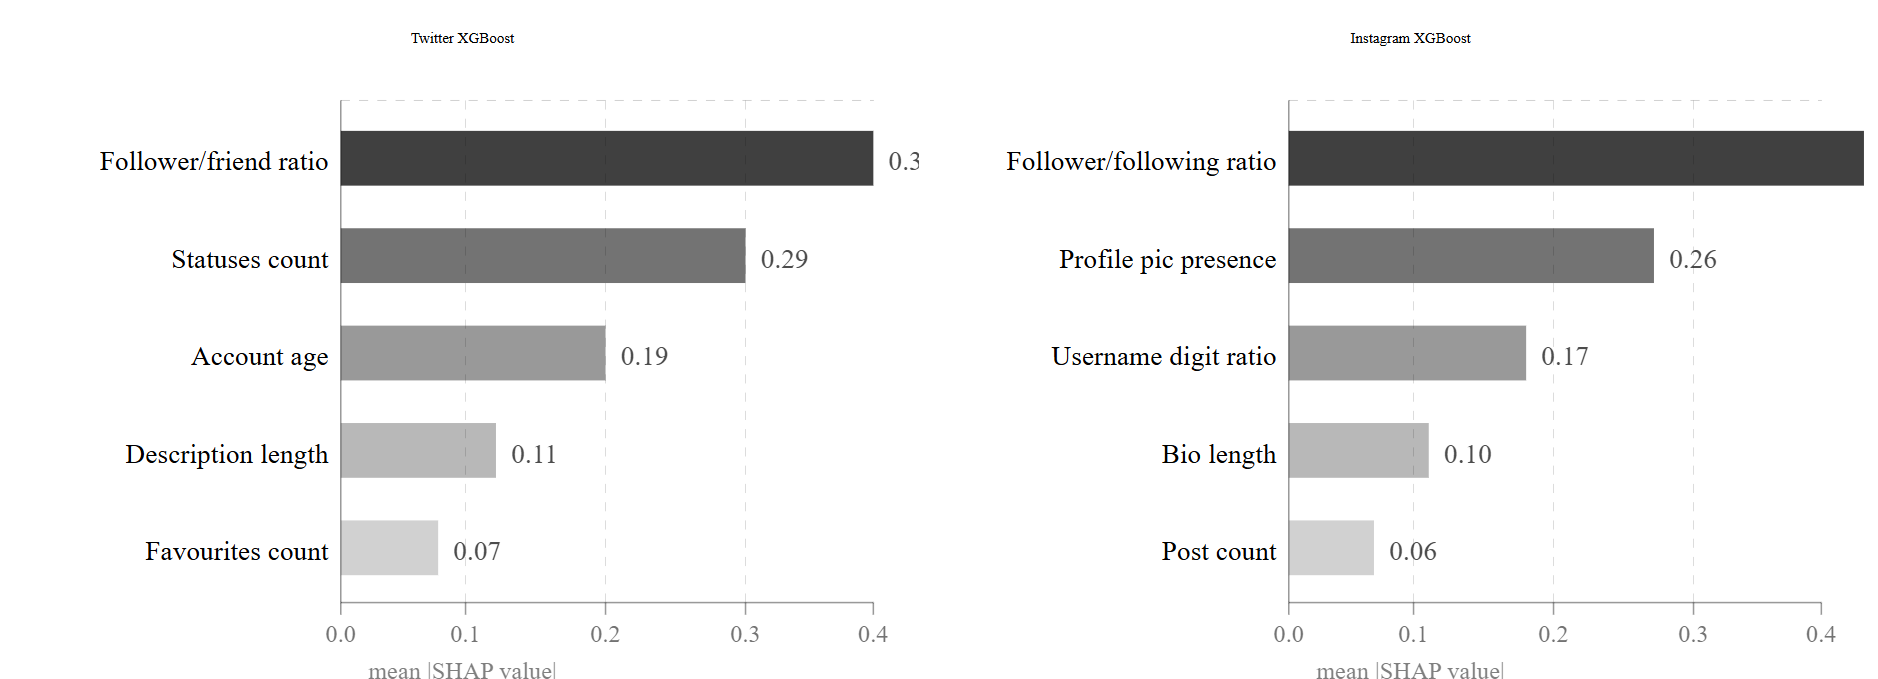 Twitter XGBoost
Follower/friend ratio
0.3
Statuses count
0.29
Account age
0.19
Description length
0.11
Favourites count
0.07
0.0 0.1 0.2 0.3 0.4
mean |SHAP value|
Instagram XGBoost
Follower/following ratio
Profile pic presence
0.26
Username digit ratio
0.17
Bio length
0.10
Post count
0.06
0.0 0.1 0.2 0.3 0.4
mean |SHAP value|